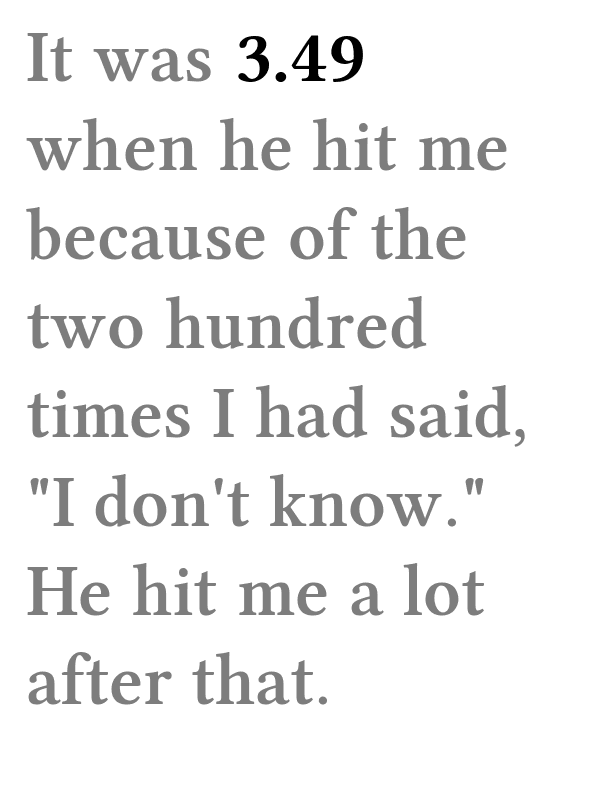 It was 3.49
when he hit me
because of the
two hundred
times I had said,
"I don't know."
He hit me a lot
after that.